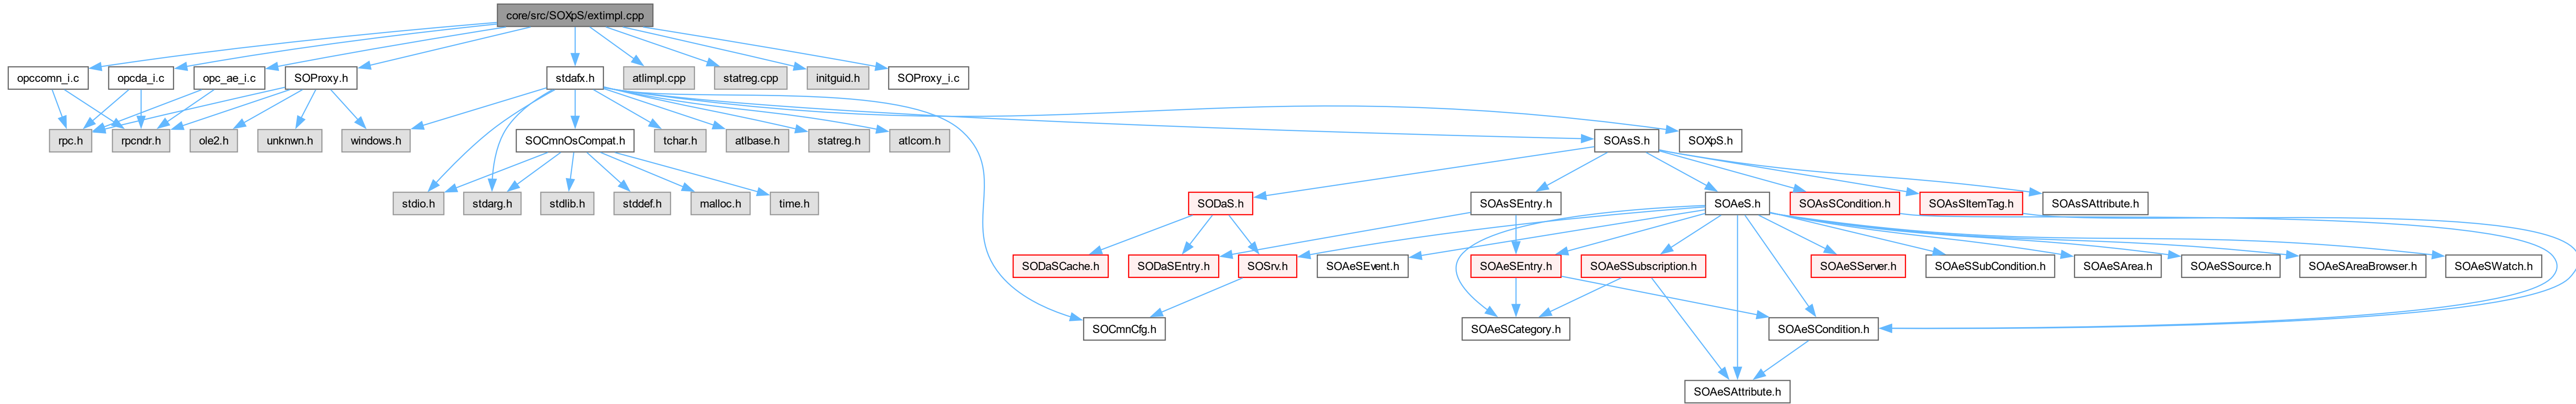 core/src/SOXpS/extimpl.cpp
opccomn_i.c
opcda_i.c
opc_ae_i.c
SOProxy.h
stdafx.h
atlimpl.cpp
statreg.cpp
initguid.h
SOProxy_i.c
rpc.h
rpcndr.h
ole2.h
unknwn.h
windows.h
SOCmnOsCompat.h
tchar.h
atlbase.h
statreg.h
atlcom.h
SOAsS.h
SOXpS.h
stdio.h
stdarg.h
stdlib.h
stddef.h
malloc.h
time.h
SODaS.h
SOAsSEntry.h
SOAeS.h
SOAsSCondition.h
SOAsSItemTag.h
SOAsSAttribute.h
SODaSCache.h
SODaSEntry.h
SOSrv.h
SOAeSEvent.h
SOAeSEntry.h
SOAeSSubscription.h
SOAeSServer.h
SOAeSSubCondition.h
SOAeSArea.h
SOAeSSource.h
SOAeSAreaBrowser.h
SOAeSWatch.h
SOCmnCfg.h
SOAeSCategory.h
SOAeSCondition.h
SOAeSAttribute.h